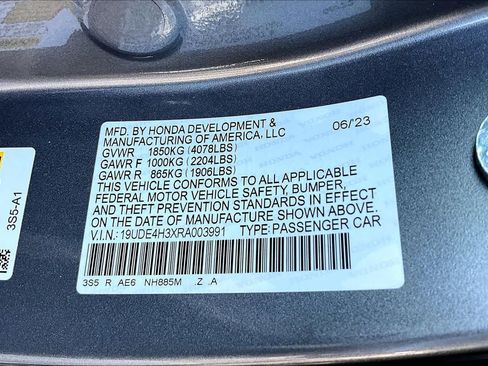 MFD. BY HONDA DEVELOPMENT & 06/'23
MANUFACTURING OF AMERICA, LLC
GVWR 1850KG (4078LBS)
GAWR F 1000KG (2204LBS)
GAWR R 865KG (1906LBS)
THIS VEHICLE CONFORMS TO ALL APPLICABLE
FEDERAL MOTOR VEHICLE SAFETY, BUMPER,
AND THEFT PREVENTION STANDARDS IN EFFECT
ON THE DATE OF MANUFACTURE SHOWN ABOVE.
V.I.N.: 19UDE4H3XRA003991 TYPE: PASSENGER CAR
3S5 R AE6 NH885M .Z .A
3S5-A1